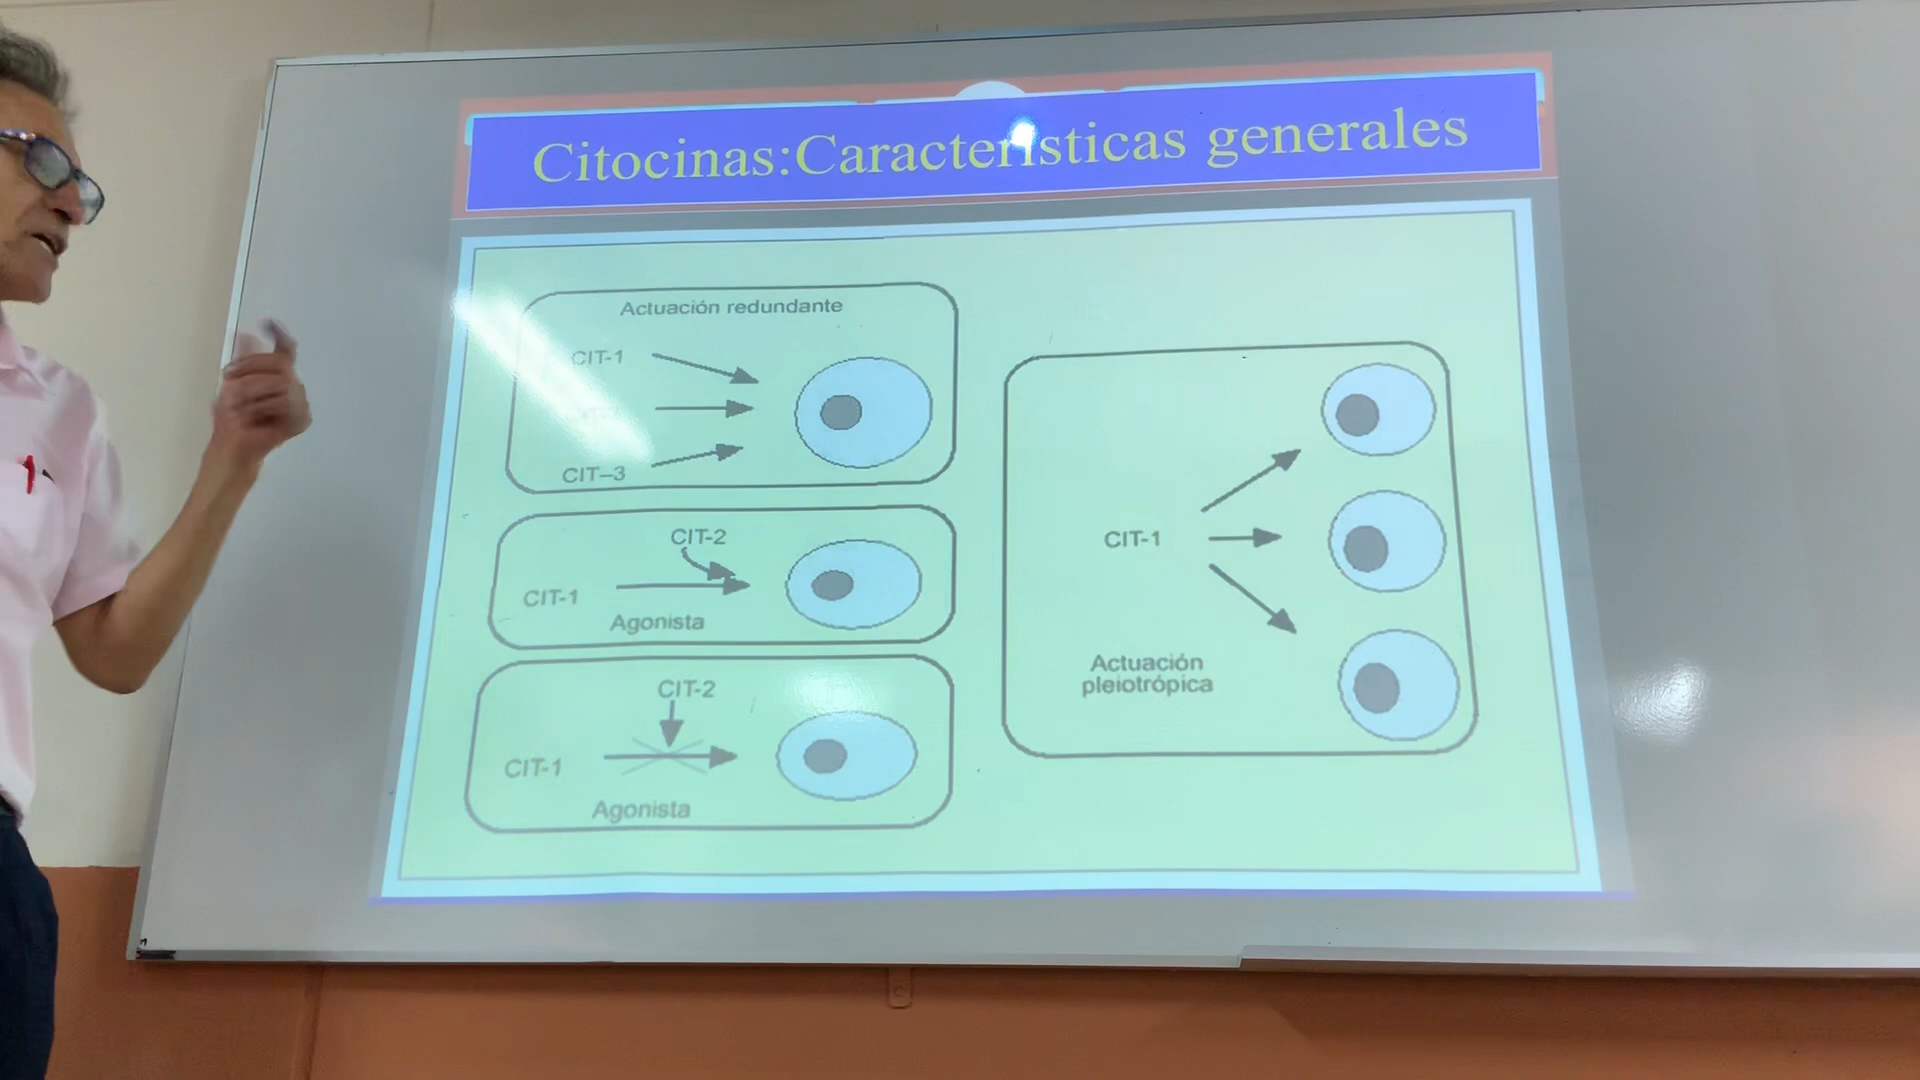 Citocinas:Características generales
Actuación redundante
CIT-1
CIT–3
CIT-2
CIT-1
Agonista
CIT-2
CIT-1
Agonista
CIT-1
Actuación
pleiotrópica